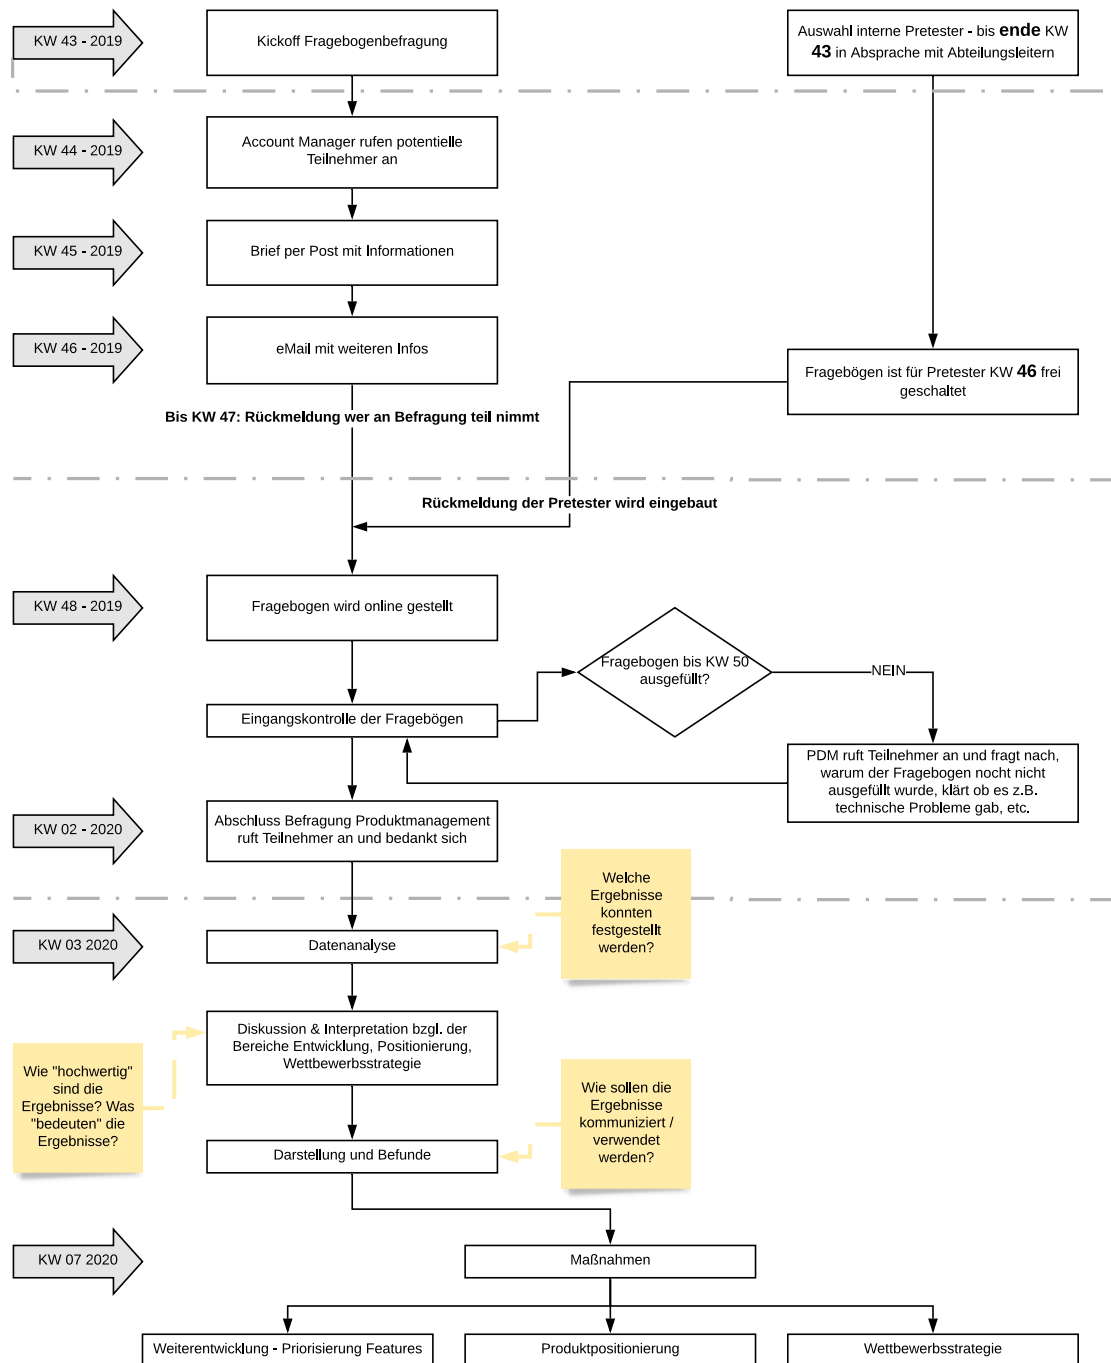 KW 43 - 2019
Kickoff Fragebogenbefragung
Auswahl interne Pretester - bis ende KW
43 in Absprache mit Abteilungsleitern
KW 44 - 2019
Account Manager rufen potentielle
Teilnehmer an
KW 45 - 2019
Brief per Post mit Informationen
KW 46 - 2019
eMail mit weiteren Infos
Fragebögen ist für Pretester KW 46 frei
geschaltet
Bis KW 47: Rückmeldung wer an Befragung teil nimmt
Rückmeldung der Pretester wird eingebaut
KW 48 - 2019
Fragebogen wird online gestellt
Fragebogen bis KW 50
ausgefüllt?
NEIN
Eingangskontrolle der Fragebögen
PDM ruft Teilnehmer an und fragt nach,
warum der Fragebogen nocht nicht
ausgefüllt wurde, klärt ob es z.B.
technische Probleme gab, etc.
KW 02 - 2020
Abschluss Befragung Produktmanagement
ruft Teilnehmer an und bedankt sich
Welche
Ergebnisse
konnten
festgestellt
werden?
KW 03 2020
Datenanalyse
Diskussion & Interpretation bzgl. der
Bereiche Entwicklung, Positionierung,
Wettbewerbsstrategie
Wie "hochwertig"
sind die
Ergebnisse? Was
"bedeuten" die
Ergebnisse?
Wie sollen die
Ergebnisse
kommuniziert /
verwendet
werden?
Darstellung und Befunde
KW 07 2020
Maßnahmen
Weiterentwicklung - Priorisierung Features
Produktpositionierung
Wettbewerbsstrategie